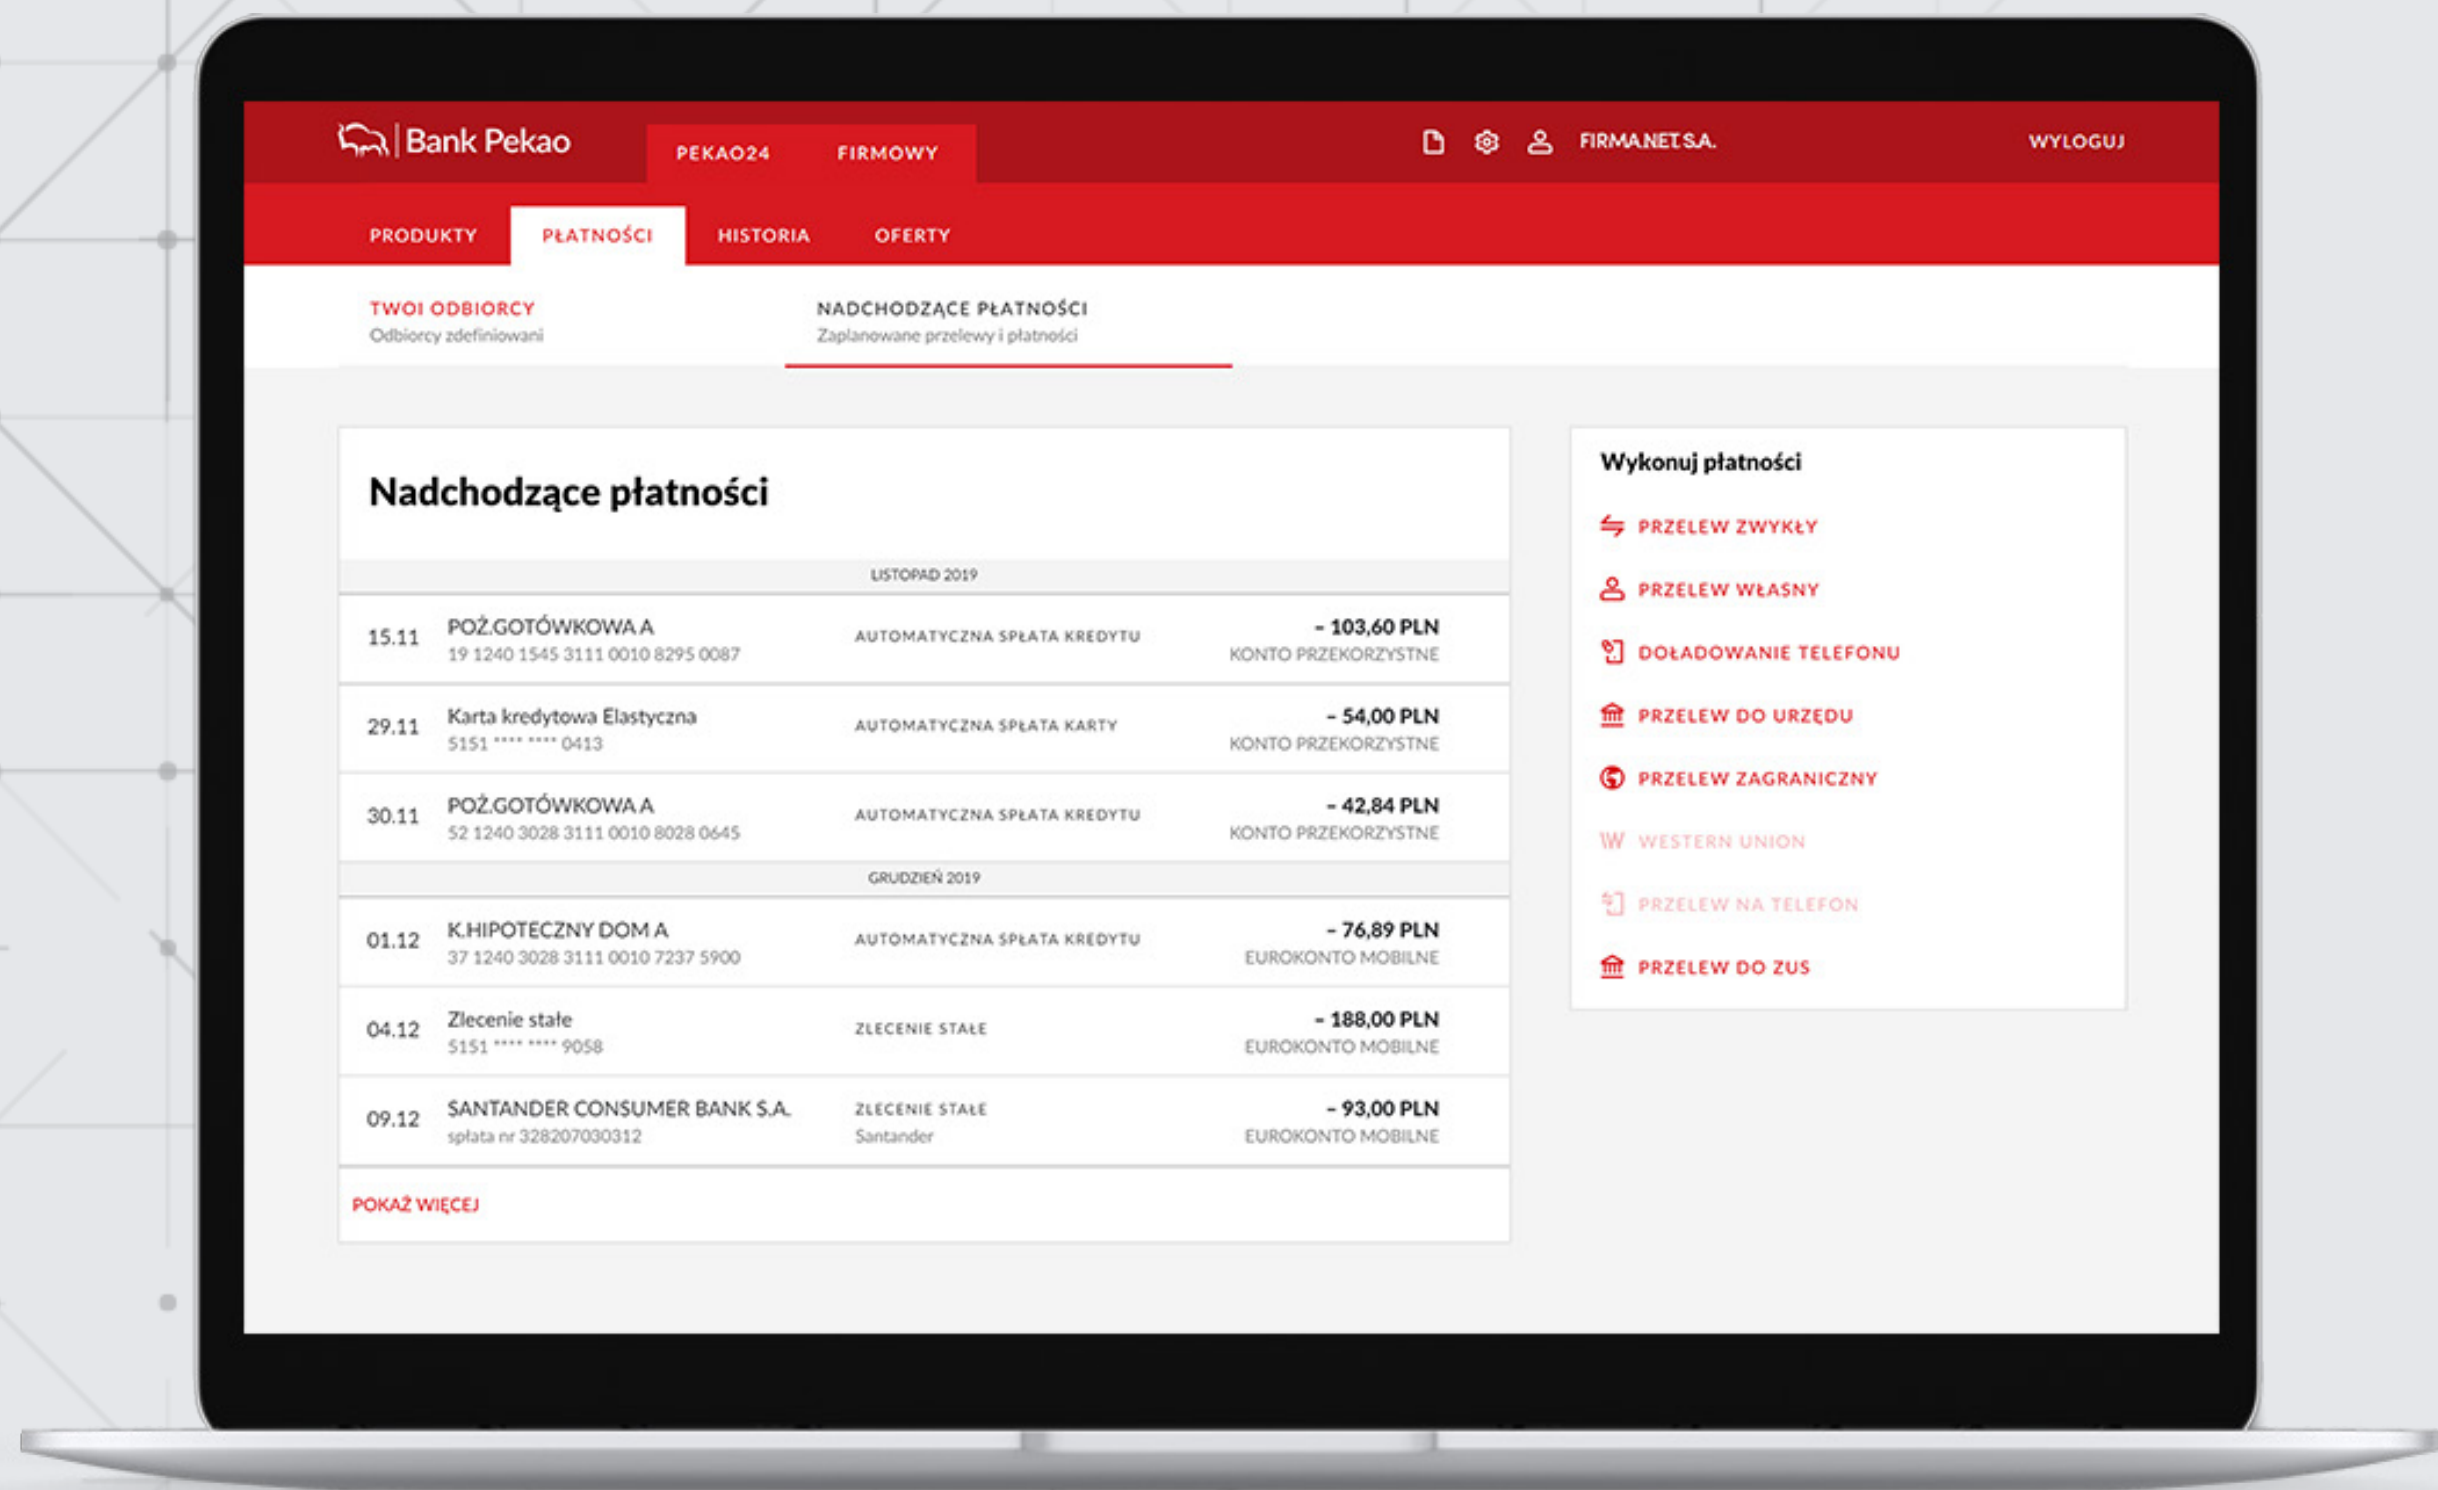 Bank Pekao
PEKAO24
FIRMOWY
FIRMA.NET S.A.
WYLOGUJ
PRODUKTY
PŁATNOŚCI
HISTORIA
OFERTY
TWOI ODBIORCY
Odbiorcy zdefiniowani
NADCHODZĄCE PŁATNOŚCI
Zaplanowane przelewy i płatności
Nadchodzące płatności
LISTOPAD 2019
15.11
POŻ.GOTÓWKOWA A
19 1240 1545 3111 0010 8295 0087
AUTOMATYCZNA SPŁATA KREDYTU
– 103,60 PLN
KONTO PRZEKORZYSTNE
29.11
Karta kredytowa Elastyczna
5151 **** **** 0413
AUTOMATYCZNA SPŁATA KARTY
– 54,00 PLN
KONTO PRZEKORZYSTNE
30.11
POŻ.GOTÓWKOWA A
52 1240 3028 3111 0010 8028 0645
AUTOMATYCZNA SPŁATA KREDYTU
– 42,84 PLN
KONTO PRZEKORZYSTNE
GRUDZIEŃ 2019
01.12
K.HIPOTECZNY DOM A
37 1240 3028 3111 0010 7237 5900
AUTOMATYCZNA SPŁATA KREDYTU
– 76,89 PLN
EUROKONTO MOBILNE
04.12
Zlecenie stałe
5151 **** **** 9058
ZLECENIE STAŁE
– 188,00 PLN
EUROKONTO MOBILNE
09.12
SANTANDER CONSUMER BANK S.A.
spłata nr 328207030312
ZLECENIE STAŁE
Santander
– 93,00 PLN
EUROKONTO MOBILNE
POKAŻ WIĘCEJ
Wykonuj płatności
PRZELEW ZWYKŁY
PRZELEW WŁASNY
DOŁADOWANIE TELEFONU
PRZELEW DO URZĘDU
PRZELEW ZAGRANICZNY
WESTERN UNION
PRZELEW NA TELEFON
PRZELEW DO ZUS